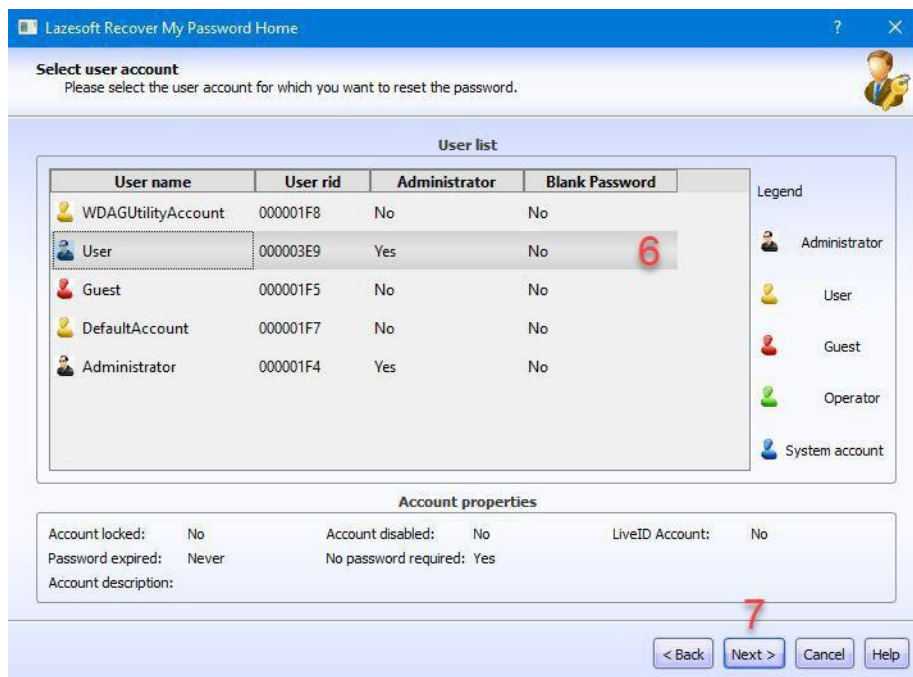 Lazesoft Recover My Password Home ?
Select user account
Please select the user account for which you want to reset the password.
User list
User name User rid Administrator Blank Password
WDAGUtilityAccount 000001F8 No No
User 000003E9 Yes No 6
Guest 000001F5 No No
DefaultAccount 000001F7 No No
Administrator 000001F4 Yes No
Legend
Administrator
User
Guest
Operator
System account
Account properties
Account locked: No Account disabled: No LiveID Account: No
Password expired: Never No password required: Yes
Account description:
7
< Back Next > Cancel Help